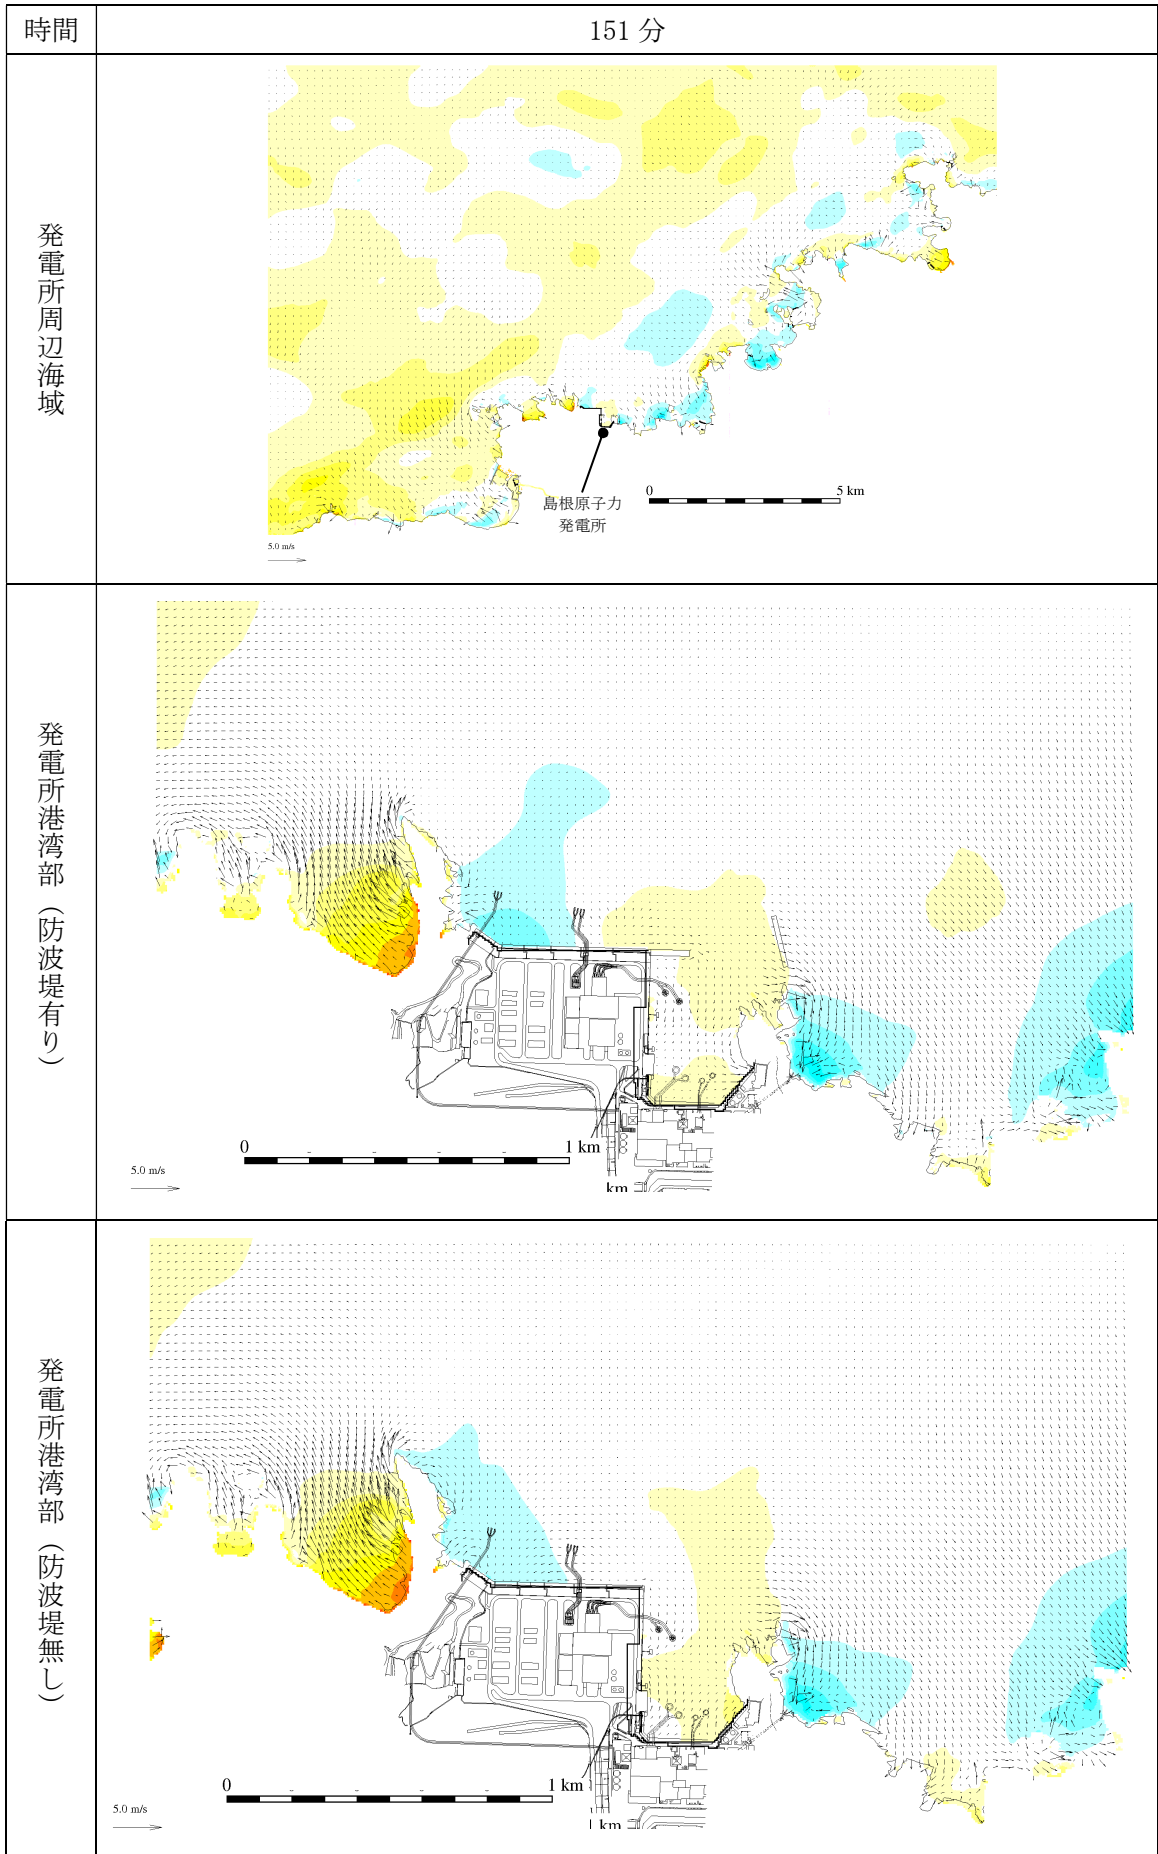 時間
151 分
発電所周辺海域
島根原子力
発電所
0
5 km
5.0 m/s
発電所港湾部（防波堤有り）
0
1 km
km
5.0 m/s
発電所港湾部（防波堤無し）
0
1 km
km
5.0 m/s